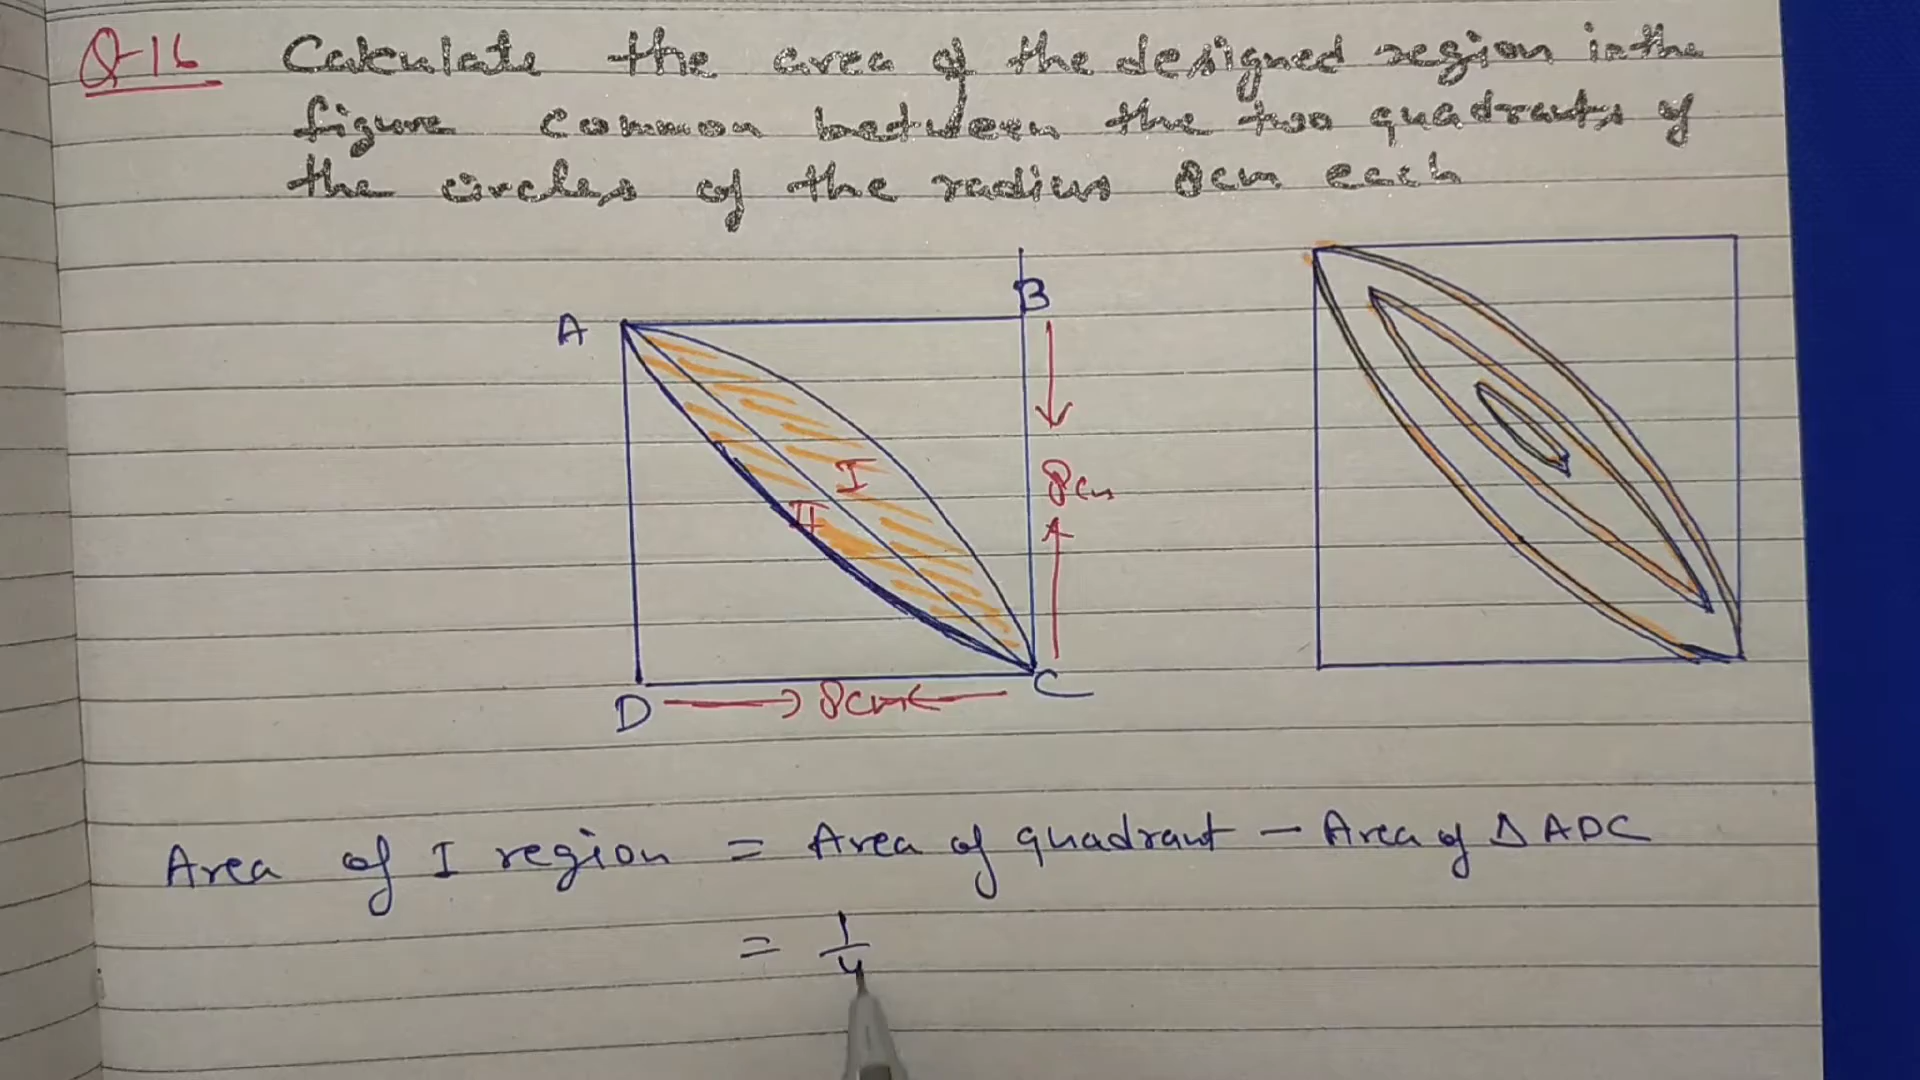 Q-16 Calculate the area of the designed region in the
figure common between the two quadrants of
the circles of the radius 8cm each
A
B
I
II
8cm
D
8cm
C
Area of I region = Area of quadrant - Area of Δ ADC
= 1/4